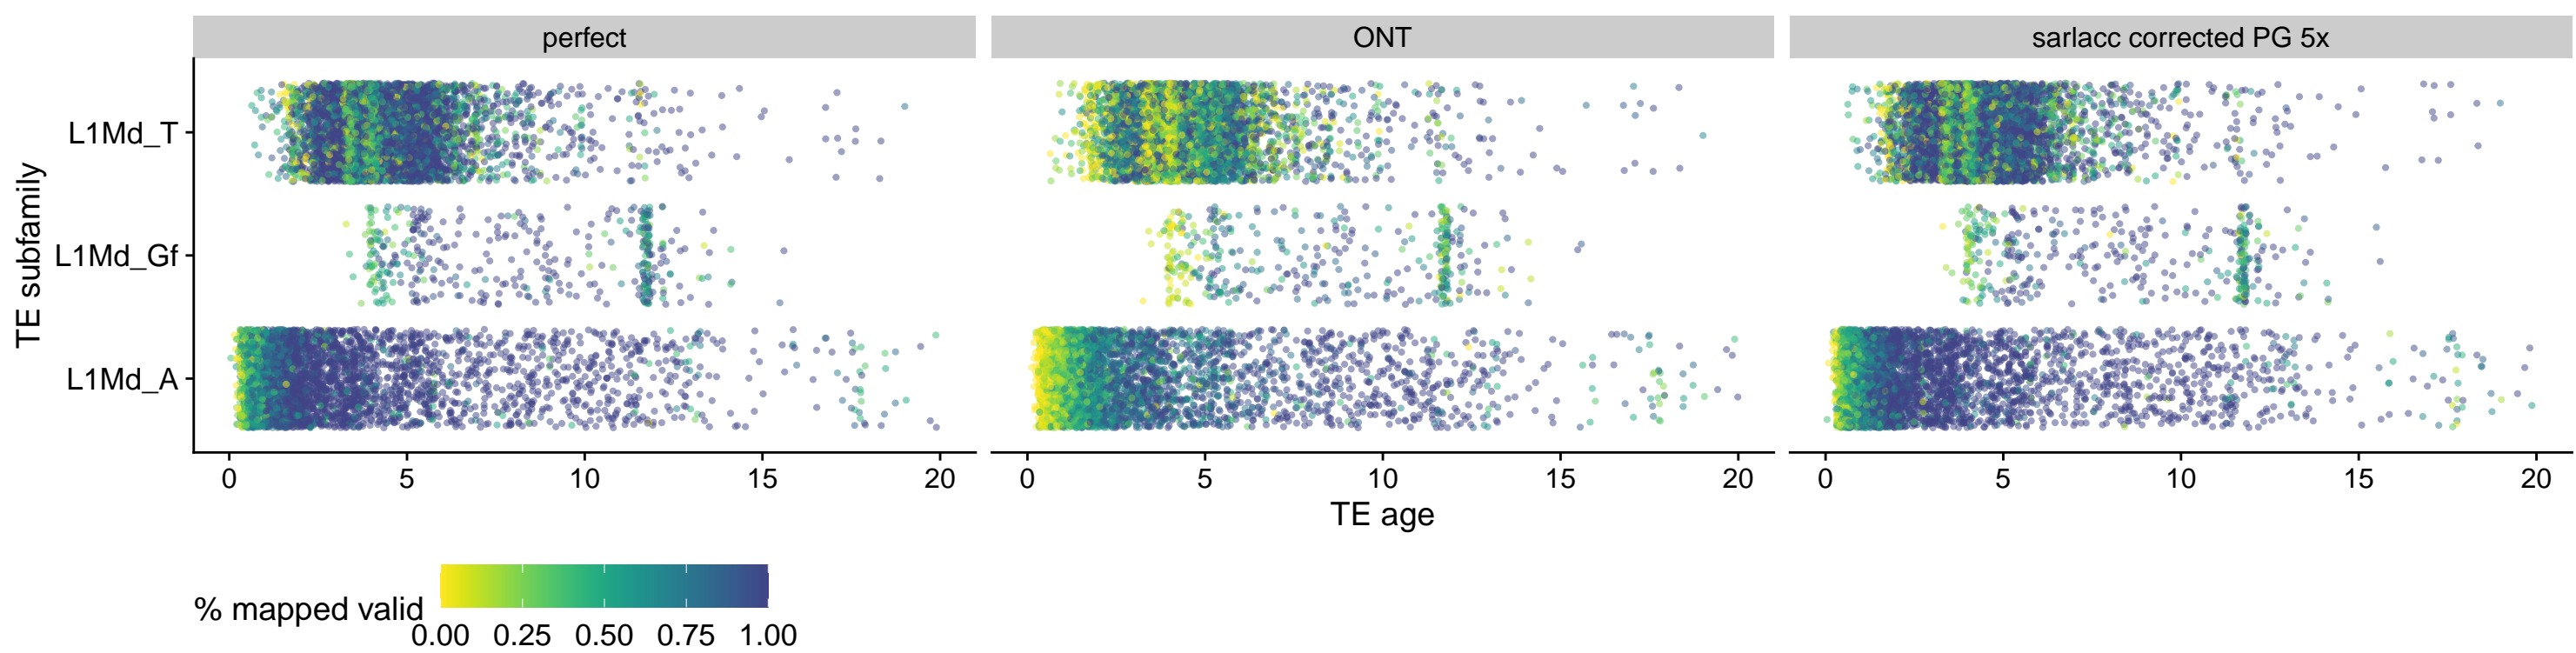 perfect
ONT
sarlacc corrected PG 5x
TE subfamily
L1Md_T
L1Md_Gf
L1Md_A
0 5 10 15 20
0 5 10 15 20
0 5 10 15 20
TE age
% mapped valid
0.00 0.25 0.50 0.75 1.00